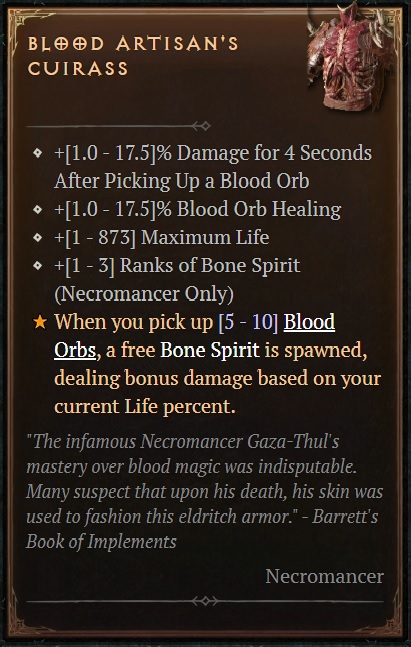 BLOOD ARTISAN'S
CUIRASS
+[1.0 - 17.5]% Damage for 4 Seconds
After Picking Up a Blood Orb
+[1.0 - 17.5]% Blood Orb Healing
+[1 - 873] Maximum Life
+[1 - 3] Ranks of Bone Spirit
(Necromancer Only)
When you pick up [5 - 10] Blood
Orbs, a free Bone Spirit is spawned,
dealing bonus damage based on your
current Life percent.
"The infamous Necromancer Gaza-Thul's
mastery over blood magic was indisputable.
Many suspect that upon his death, his skin was
used to fashion this eldritch armor." - Barrett's
Book of Implements
Necromancer